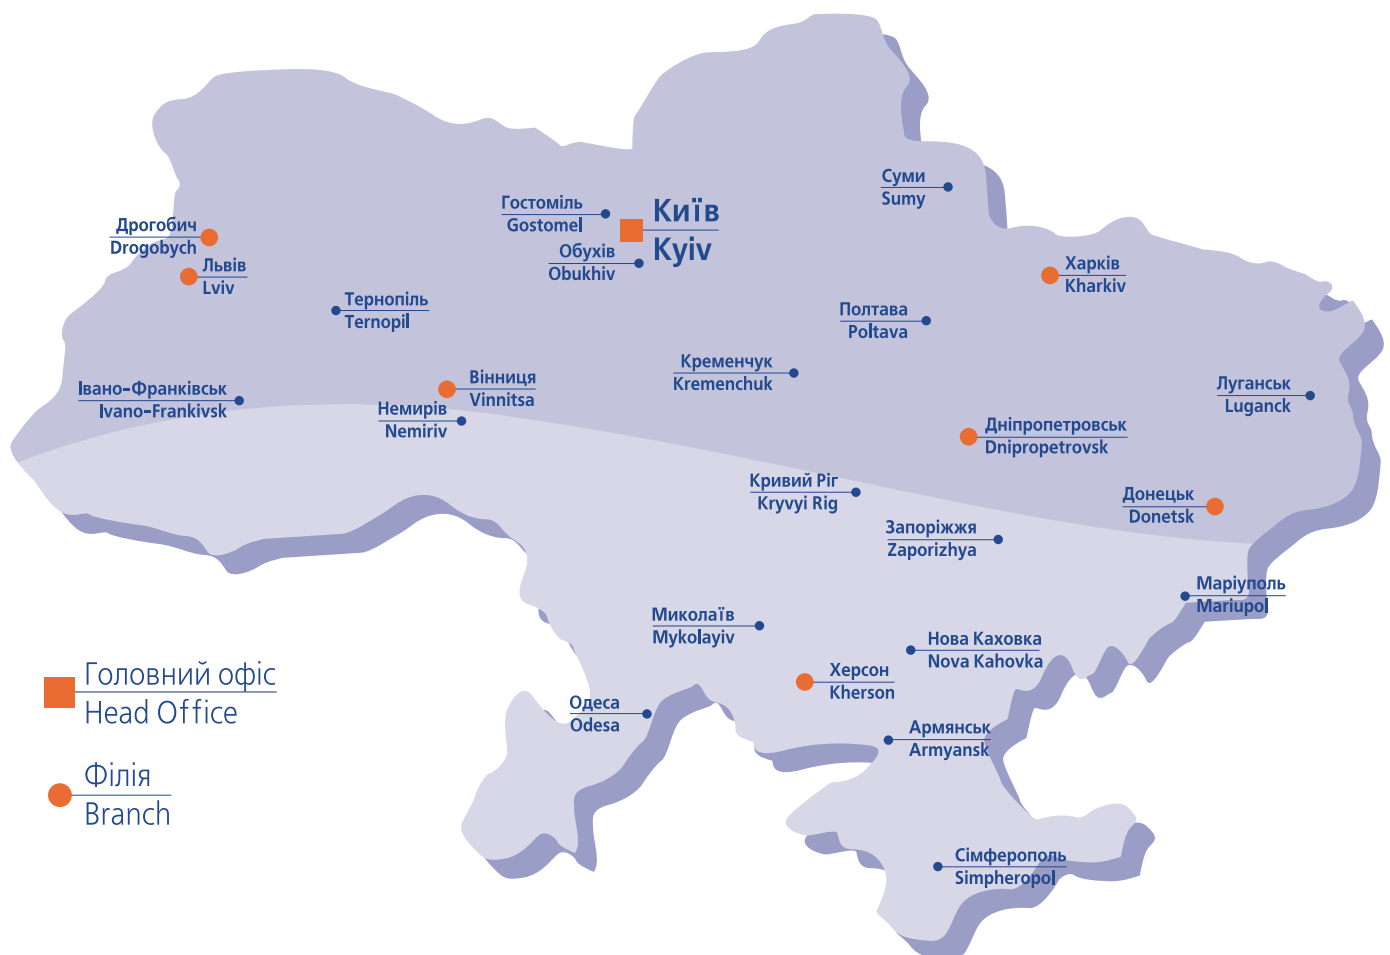 Суми
Sumy
Гостоміль
Gostomel
Київ
Kyiv
Дрогобич
Drogobych
Обухів
Obukhiv
Львів
Lviv
Харків
Kharkiv
Тернопіль
Ternopil
Полтава
Poltava
Кременчук
Kremenchuk
Вінниця
Vinnitsa
Івано-Франківськ
Ivano-Frankivsk
Луганськ
Luganck
Немирів
Nemiriv
Дніпропетровськ
Dnipropetrovsk
Кривий Ріг
Kryvyi Rig
Донецьк
Donetsk
Запоріжжя
Zaporizhya
Маріуполь
Mariupol
Миколаїв
Mykolayiv
Нова Каховка
Nova Kahovka
Херсон
Kherson
Головний офіс
Head Office
Одеса
Odesa
Армянськ
Armyansk
Філія
Branch
Сімферополь
Simpheropol